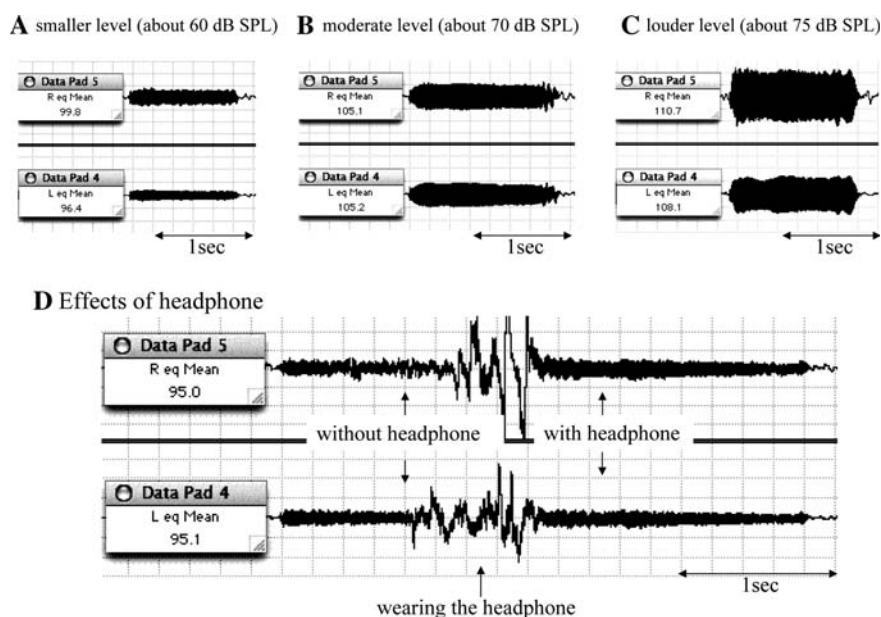 A smaller level (about 60 dB SPL)
B moderate level (about 70 dB SPL)
C louder level (about 75 dB SPL)
Data Pad 5
R eq Mean
99.8
Data Pad 4
L eq Mean
96.4
1sec
Data Pad 5
R eq Mean
105.1
Data Pad 4
L eq Mean
105.2
1sec
Data Pad 5
R eq Mean
110.7
Data Pad 4
L eq Mean
108.1
1sec
D Effects of headphone
Data Pad 5
R eq Mean
95.0
without headphone
with headphone
Data Pad 4
L eq Mean
95.1
1sec
wearing the headphone